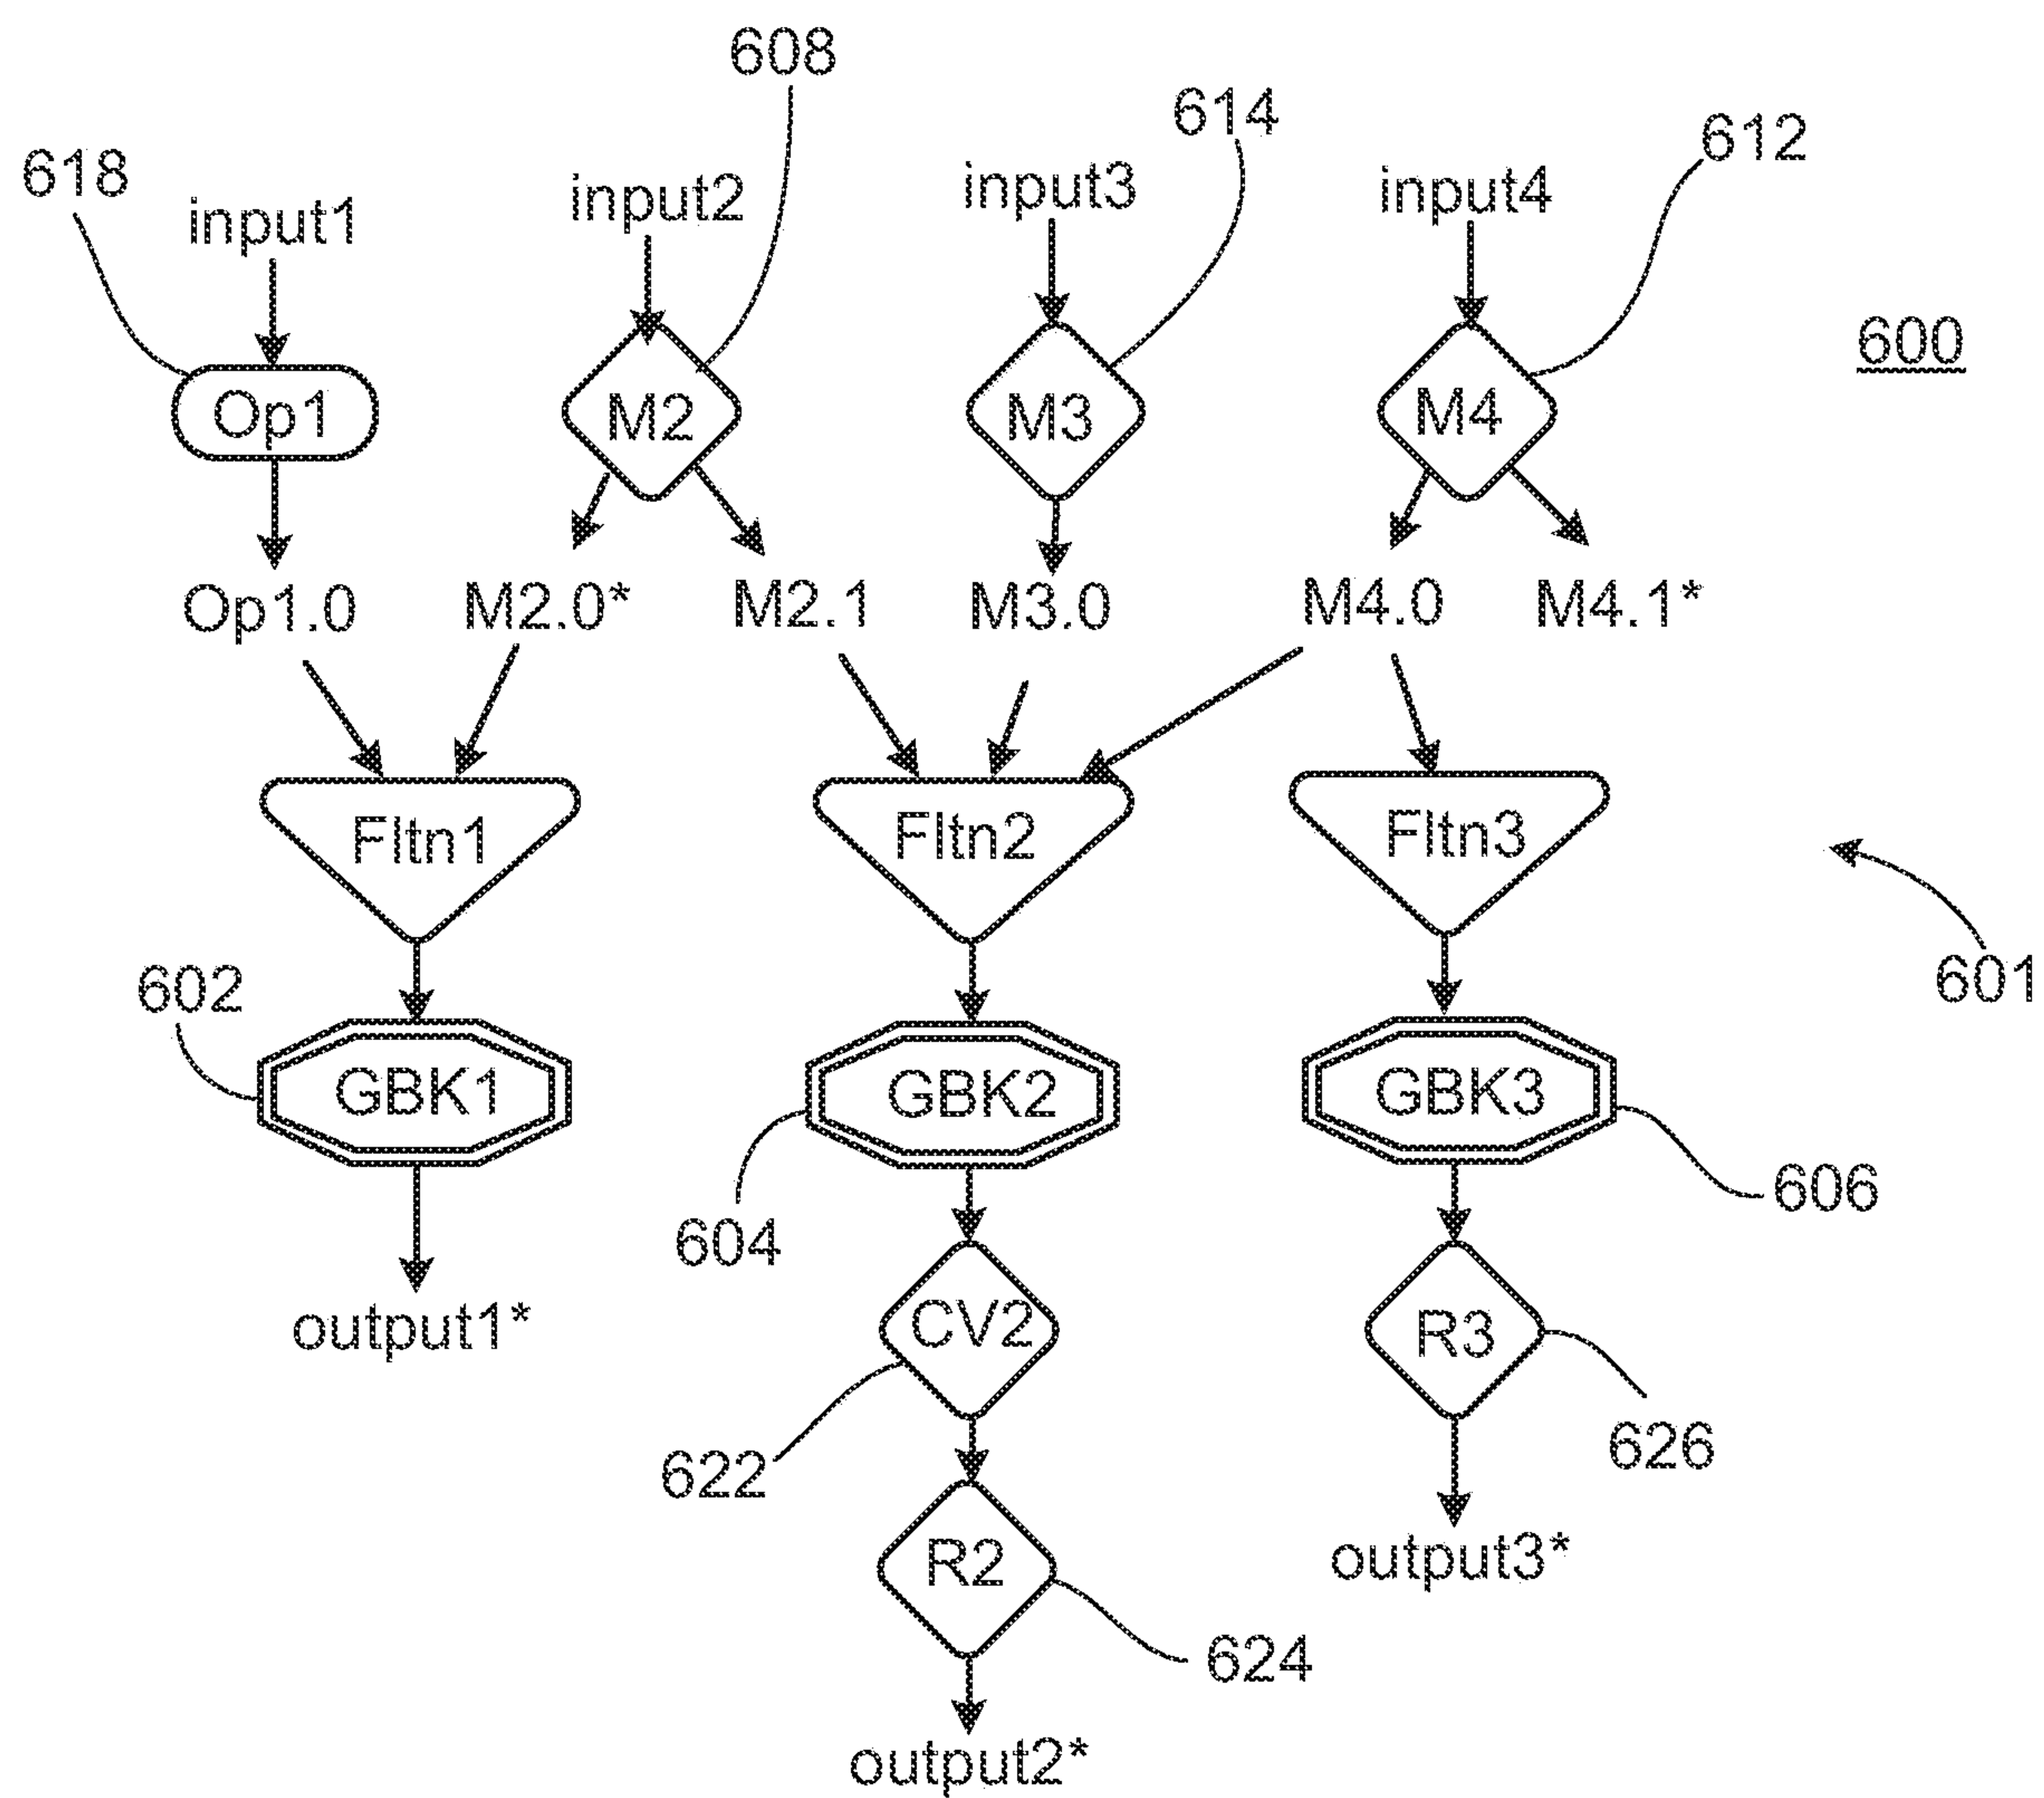 608
614
612
618
input1
input2
input3
input4
600
Op1
M2
M3
M4
Op1.0
M2.0*
M2.1
M3.0
M4.0
M4.1*
Fltn1
Fltn2
Fltn3
601
602
GBK1
GBK2
GBK3
604
606
output1*
CV2
R3
622
626
R2
output3*
624
output2*